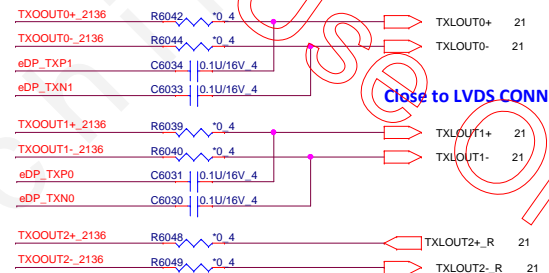 TXOOUT0+_2136 R6042 *0_4 TXLOUT0+ 21
TXOOUT0-_2136 R6044 *0_4 TXLOUT0- 21
eDP_TXP1 C6034 0.1U/16V_4
eDP_TXN1 C6033 0.1U/16V_4
Close to LVDS CONN
TXOOUT1+_2136 R6039 *0_4 TXLOUT1+ 21
TXOOUT1-_2136 R6040 *0_4 TXLOUT1- 21
eDP_TXP0 C6031 0.1U/16V_4
eDP_TXN0 C6030 0.1U/16V_4
TXOOUT2+_2136 R6048 *0_4 TXLOUT2+_R 21
TXOOUT2-_2136 R6049 *0_4 TXLOUT2-_R 21